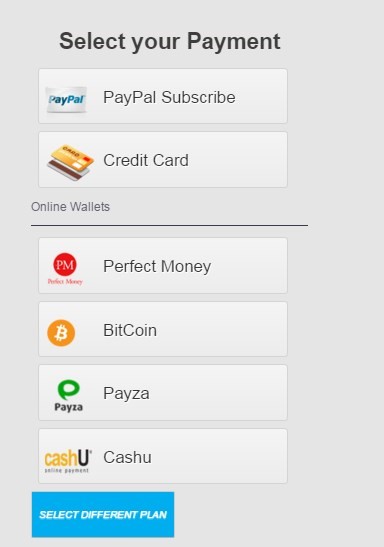 Select your Payment
PayPal
PayPal Subscribe
Credit Card
Online Wallets
PM
Perfect Money
Perfect Money
BitCoin
Payza
Payza
cashU
online payment
Cashu
SELECT DIFFERENT PLAN